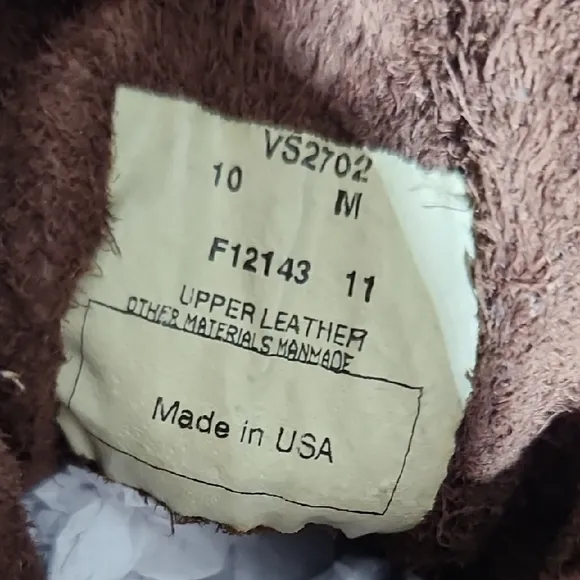 VS2702
10 M
F12143 11
UPPER LEATHER
OTHER MATERIALS MANMADE
Made in USA